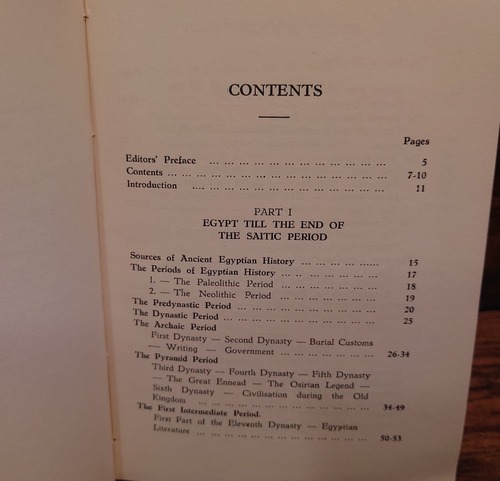 CONTENTS
Pages
Editors' Preface ... ... ... ... ... ... ... ... ... ... ... ... 5
Contents ... ... ... ... ... ... ... ... ... ... ... ... ... ... ... 7-10
Introduction .... ... ... ... ... ... ... ... ... ... ... ... ... 11
PART I
EGYPT TILL THE END OF
THE SAITIC PERIOD
Sources of Ancient Egyptian History ... ... ... ... ...... 15
The Periods of Egyptian History ... .. ... ... ... ... ... 17
1. — The Paleolithic Period ... ... ... ... ... ... ... 18
2. — The Neolithic Period ... ... ... ... ... ... ... 19
The Predynastic Period ... ... ... ... ... ... ... ... ... 20
The Dynastic Period ... ... ... ... ... ... ... ... ... ... ... 25
The Archaic Period
First Dynasty — Second Dynasty — Burial Customs
— Writing — Government ... ... ... ... ... ... ... 26-34
The Pyramid Period
Third Dynasty — Fourth Dynasty — Fifth Dynasty
— The Great Ennead — The Osirian Legend —
Sixth Dynasty — Civilisation during the Old
Kingdom ... ... ... ... ... ... ... ... ... ... ... ... 34-49
The First Intermediate Period.
First Part of the Eleventh Dynasty — Egyptian
Literature ... ... ... ... ... ... ... ... ... ... ... ... 50-53